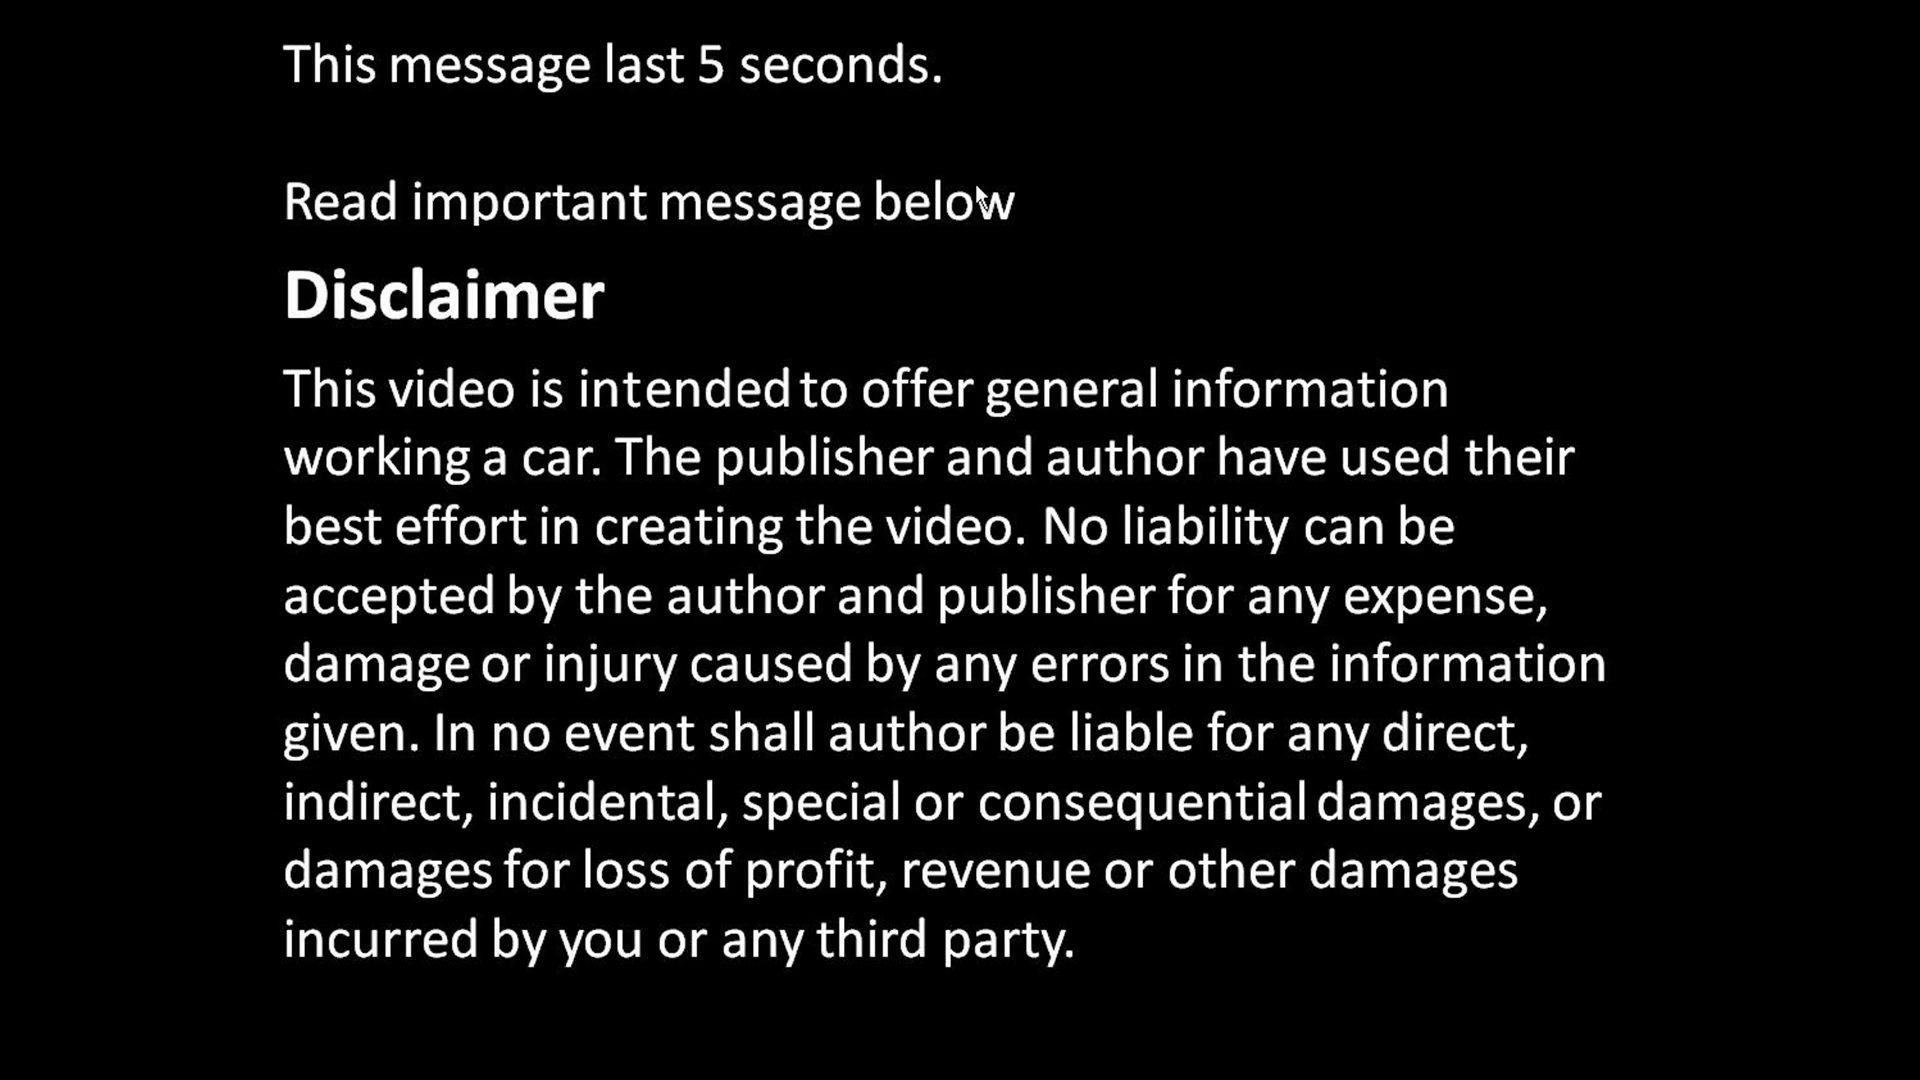 This message last 5 seconds.
Read important message below
Disclaimer
This video is intended to offer general information
working a car. The publisher and author have used their
best effort in creating the video. No liability can be
accepted by the author and publisher for any expense,
damage or injury caused by any errors in the information
given. In no event shall author be liable for any direct,
indirect, incidental, special or consequential damages, or
damages for loss of profit, revenue or other damages
incurred by you or any third party.